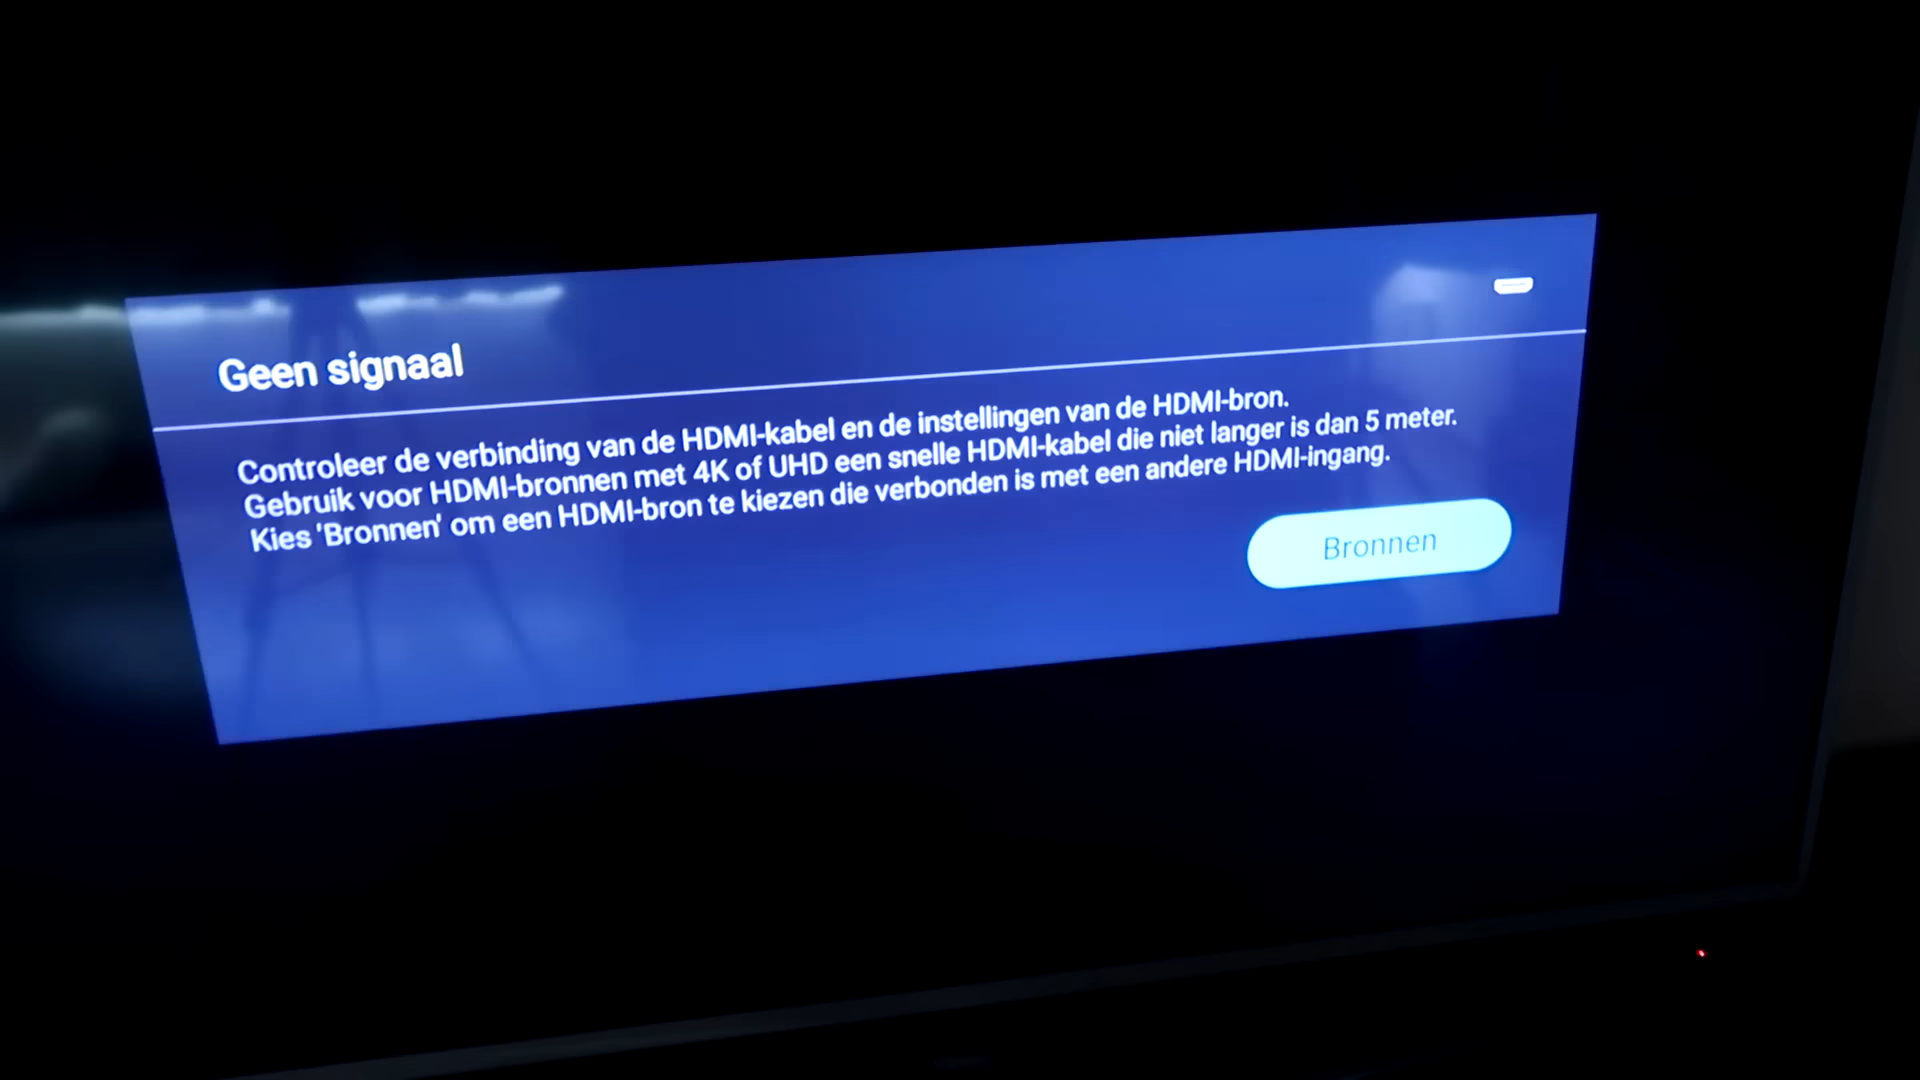 Geen signaal
Controleer de verbinding van de HDMI-kabel en de instellingen van de HDMI-bron.
Gebruik voor HDMI-bronnen met 4K of UHD een snelle HDMI-kabel die niet langer is dan 5 meter.
Kies 'Bronnen' om een HDMI-bron te kiezen die verbonden is met een andere HDMI-ingang.
Bronnen